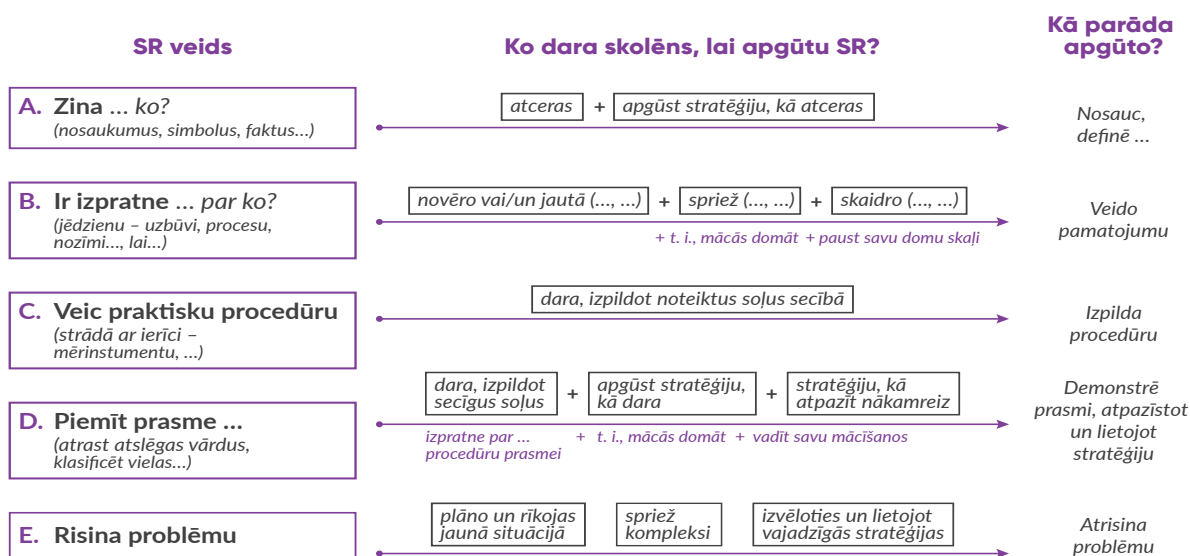 SR veids
Ko dara skolēns, lai apgūtu SR?
Kā parāda
apgūto?
A. Zina ... ko?
(nosaukumus, simbolus, faktus...)
atceras + apgūst stratēģiju, kā atceras
Nosauc,
definē ...
B. Ir izpratne ... par ko?
(jēdzienu – uzbūvi, procesu,
nozīmi..., lai...)
novēro vai/un jautā (..., ...) + spriež (..., ...) + skaidro (..., ...)
+ t. i., mācās domāt + paust savu domu skaļi
Veido
pamatojumu
C. Veic praktisku procedūru
(strādā ar ierīci –
mērinstumentu, ...)
dara, izpildot noteiktus soļus secībā
Izpilda
procedūru
D. Piemīt prasme ...
(atrast atslēgas vārdus,
klasificēt vielas...)
dara, izpildot
secīgus soļus
+
apgūst stratēģiju,
kā dara
+
stratēģiju, kā
atpazīt nākamreiz
izpratne par ...
procedūru prasmei
+ t. i., mācās domāt + vadīt savu mācīšanos
Demonstrē
prasmi, atpazīstot
un lietojot
stratēģiju
E. Risina problēmu
plāno un rīkojas
jaunā situācijā
spriež
kompleksi
izvēloties un lietojot
vajadzīgās stratēģijas
Atrisina
problēmu